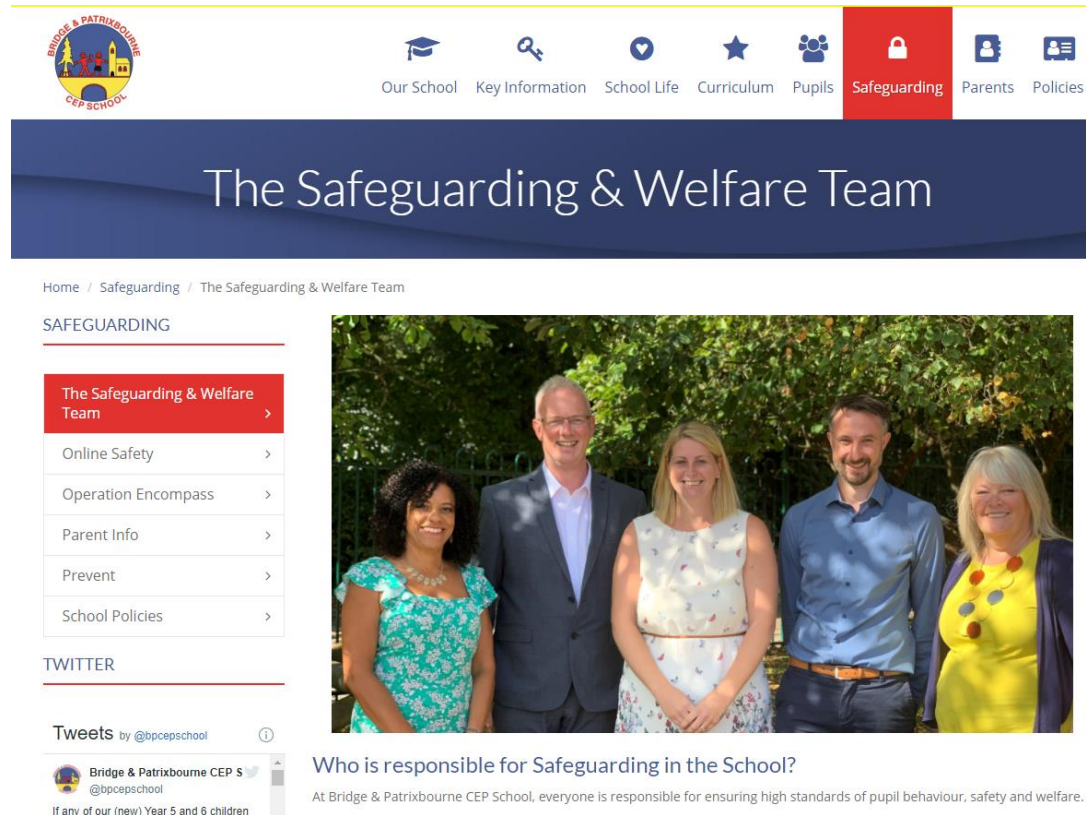 BRIDGE & PATRIXBOURNE
CEP SCHOOL
Our School
Key Information
School Life
Curriculum
Pupils
Safeguarding
Parents
Policies
The Safeguarding & Welfare Team
Home / Safeguarding / The Safeguarding & Welfare Team
SAFEGUARDING
The Safeguarding & Welfare
Team
Online Safety
Operation Encompass
Parent Info
Prevent
School Policies
TWITTER
Tweets by @bpcepschool
Bridge & Patrixbourne CEP S
@bpcepschool
If any of our (new) Year 5 and 6 children
Who is responsible for Safeguarding in the School?
At Bridge & Patrixbourne CEP School, everyone is responsible for ensuring high standards of pupil behaviour, safety and welfare.